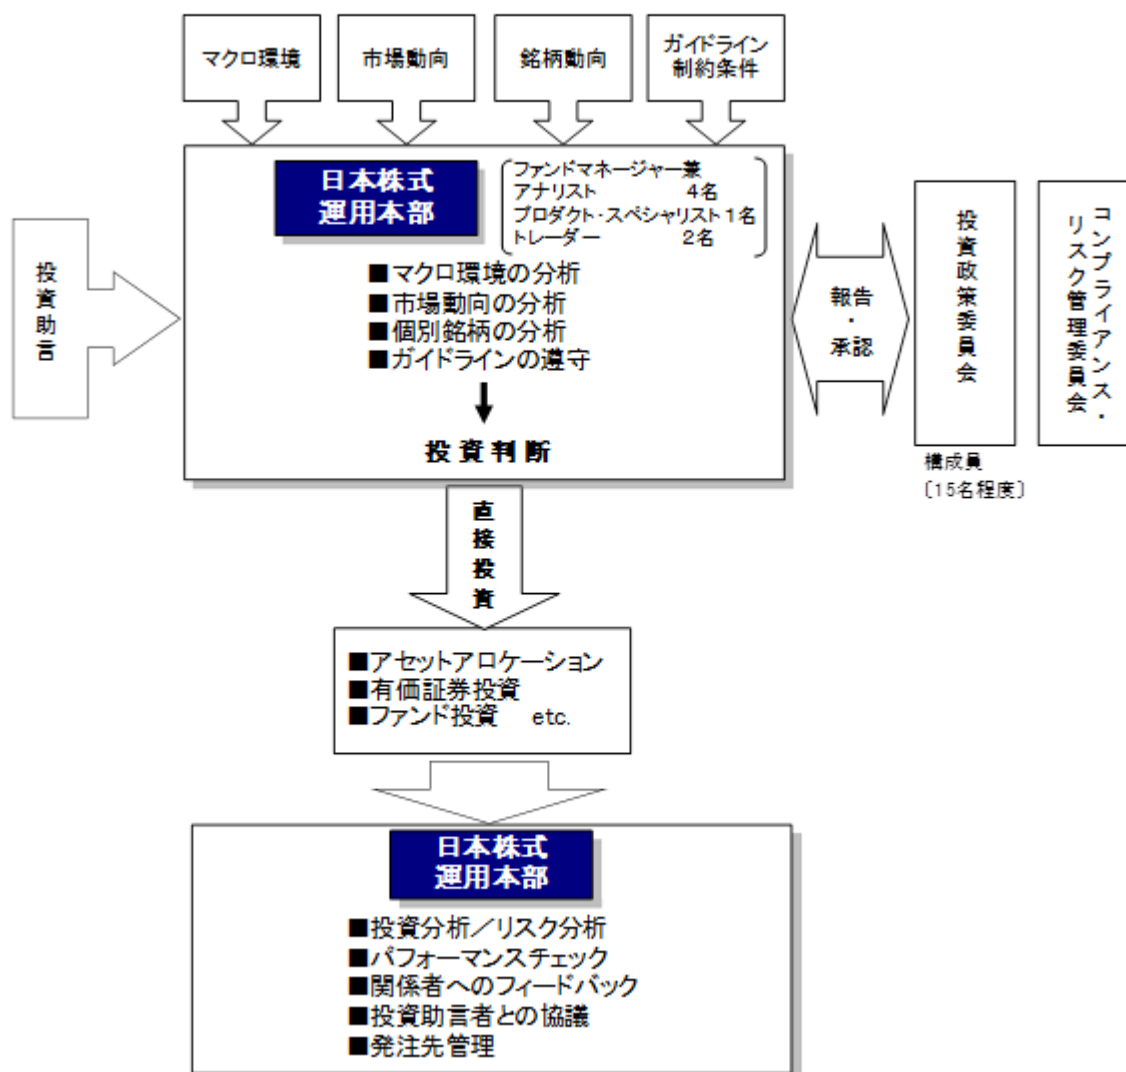 マクロ環境
市場動向
銘柄動向
ガイドライン
制約条件
日本株式
運用本部
ファンドマネージャー兼
アナリスト 4名
プロダクト・スペシャリスト1名
トレーダー 2名
■マクロ環境の分析
■市場動向の分析
■個別銘柄の分析
■ガイドラインの遵守
投資判断
投資助言
報告
・
承認
投資政策委員会
コンプライアンス・
リスク管理委員会
構成員
〔15名程度〕
直接投資
■アセットアロケーション
■有価証券投資
■ファンド投資 etc.
日本株式
運用本部
■投資分析／リスク分析
■パフォーマンスチェック
■関係者へのフィードバック
■投資助言者との協議
■発注先管理